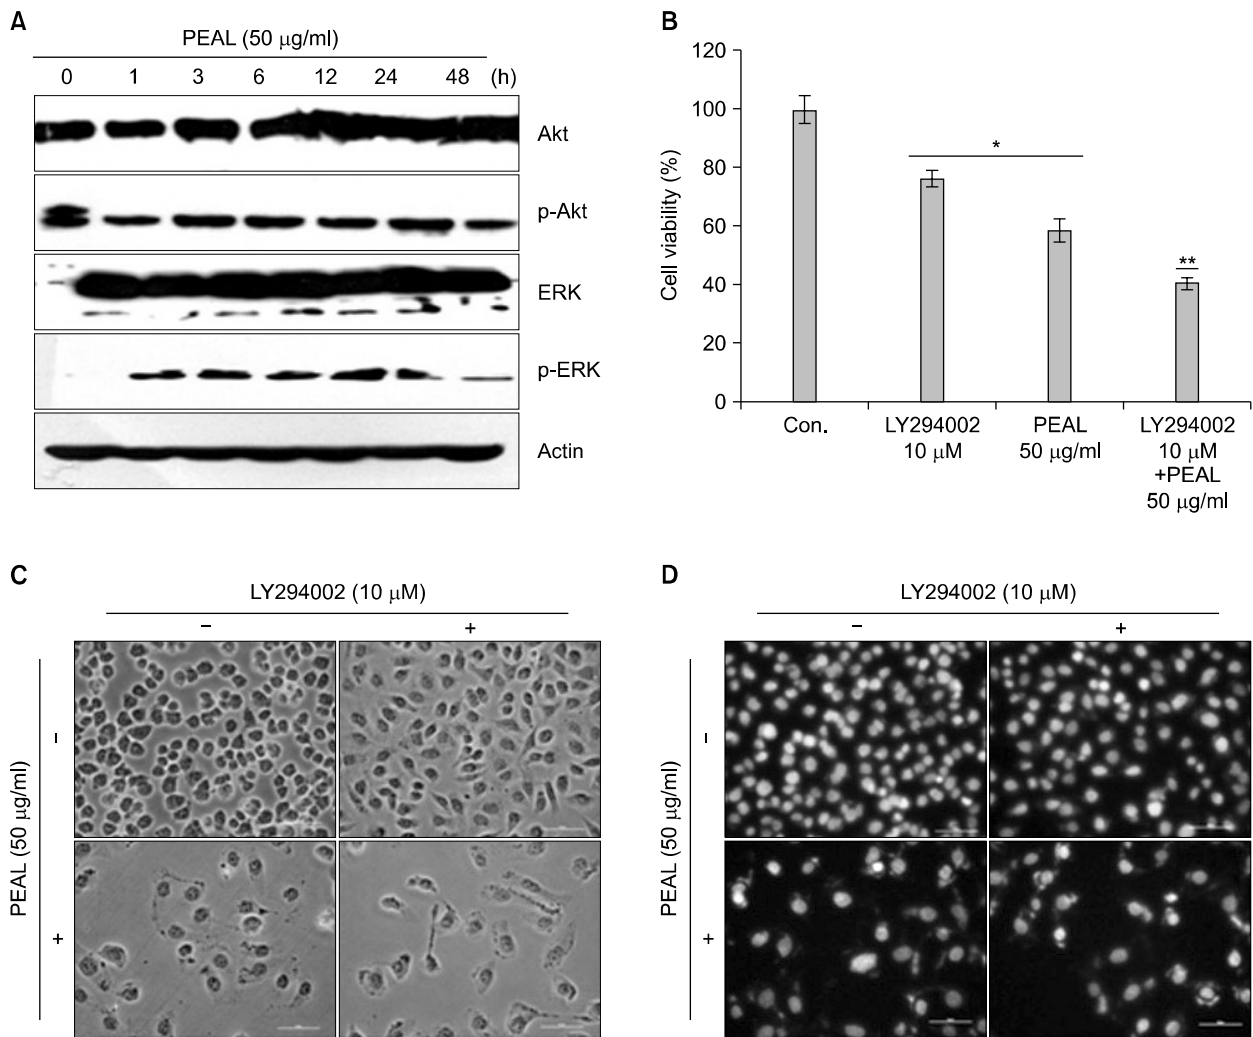 A
PEAL (50 μg/ml)
0 1 3 6 12 24 48 (h)
Akt
p-Akt
ERK
p-ERK
Actin
B
120
100
80
60
40
20
0
Cell viability (%)
*
**
Con.
LY294002
10 μM
PEAL
50 μg/ml
LY294002
10 μM
+PEAL
50 μg/ml
C
LY294002 (10 μM)
− +
PEAL (50 μg/ml)
−
+
D
LY294002 (10 μM)
− +
PEAL (50 μg/ml)
−
+